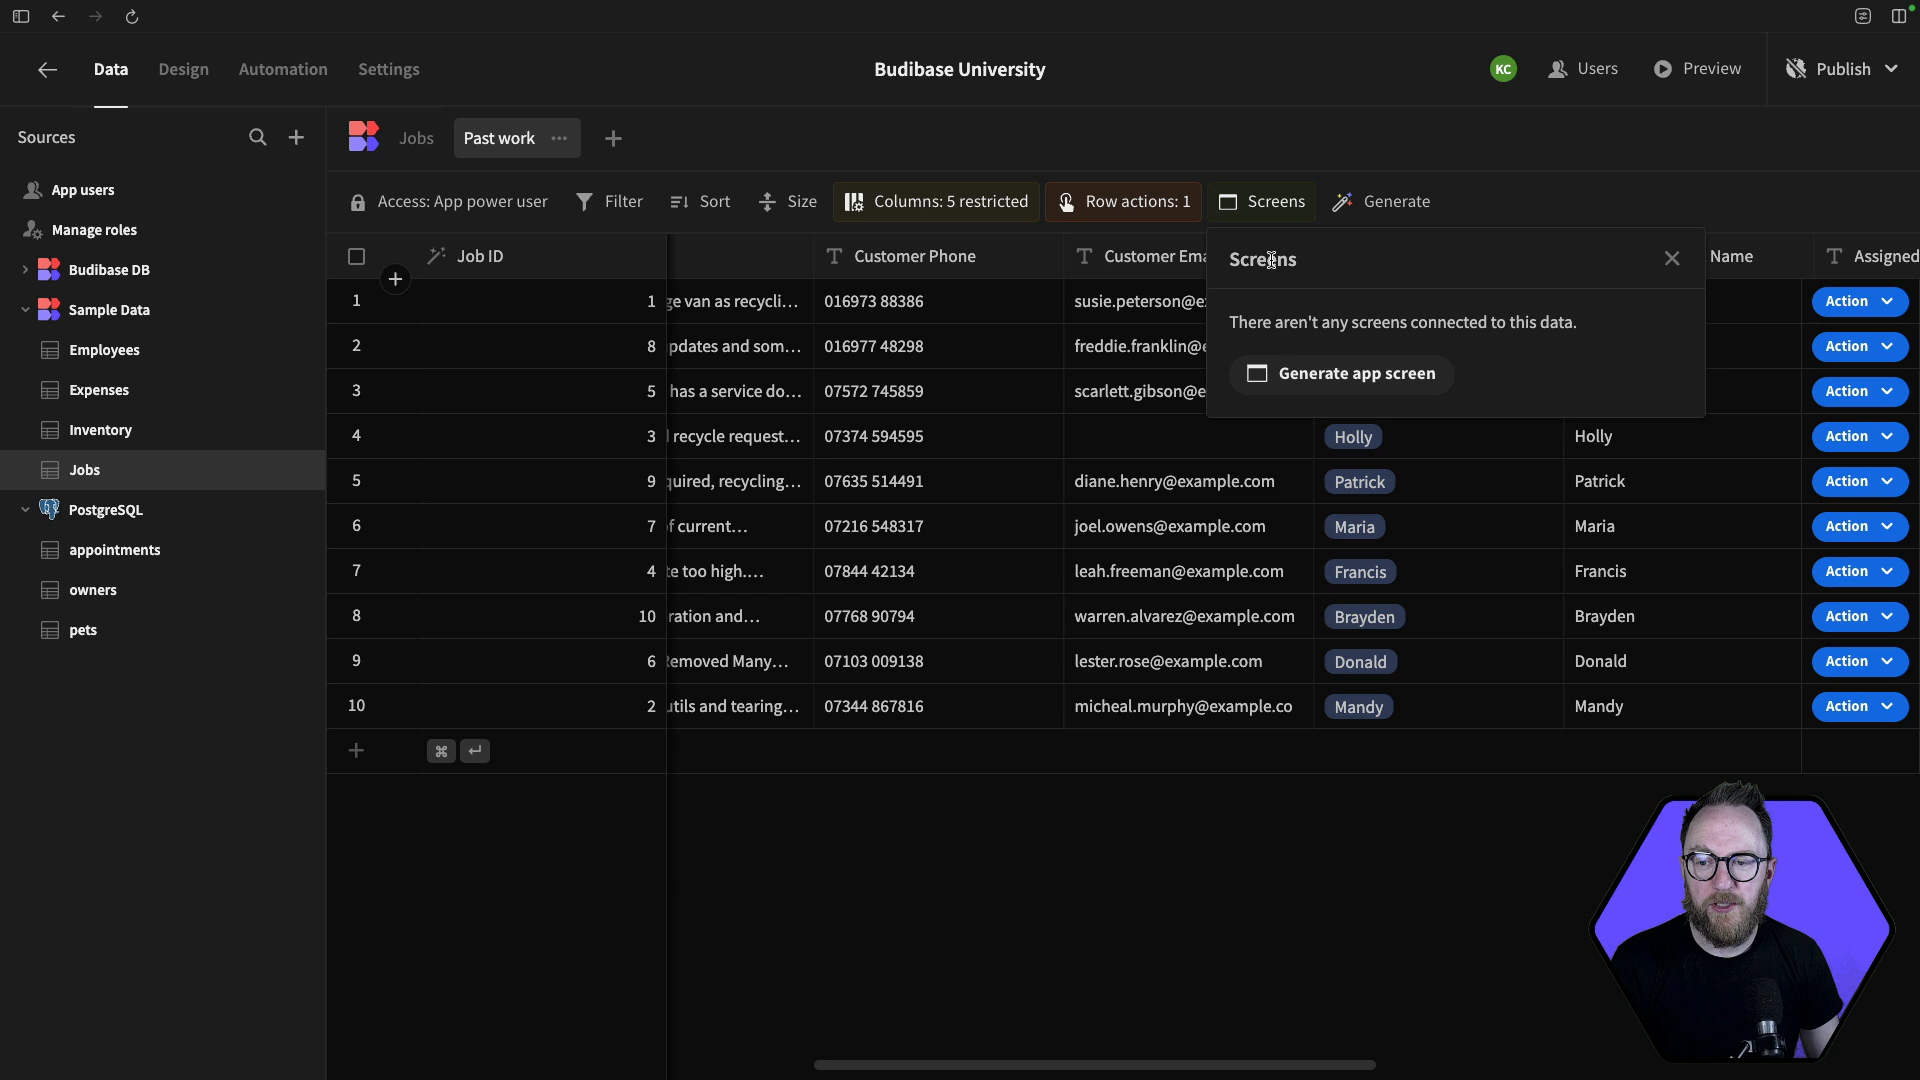 Data Design Automation Settings Budibase University KC Users Preview Publish
Sources Jobs Past work
App users
Access: App power user Filter Sort Size Columns: 5 restricted Row actions: 1 Screens Generate
Manage roles
Budibase DB
Sample Data
Employees
Expenses
Inventory
Jobs
PostgreSQL
appointments
owners
pets
Job ID Customer Phone Customer Ema Name Assigned
1 1 ge van as recycli... 016973 88386 susie.peterson@e Action
2 8 pdates and som... 016977 48298 freddie.franklin@e Action
3 5 has a service do... 07572 745859 scarlett.gibson@e Action
4 3 recycle request... 07374 594595 Holly Holly Action
5 9 quired, recycling... 07635 514491 diane.henry@example.com Patrick Patrick Action
6 7 of current... 07216 548317 joel.owens@example.com Maria Maria Action
7 4 te too high.... 07844 42134 leah.freeman@example.com Francis Francis Action
8 10 ration and... 07768 90794 warren.alvarez@example.com Brayden Brayden Action
9 6 Removed Many... 07103 009138 lester.rose@example.com Donald Donald Action
10 2 utils and tearing... 07344 867816 micheal.murphy@example.co Mandy Mandy Action
Screens
There aren't any screens connected to this data.
Generate app screen